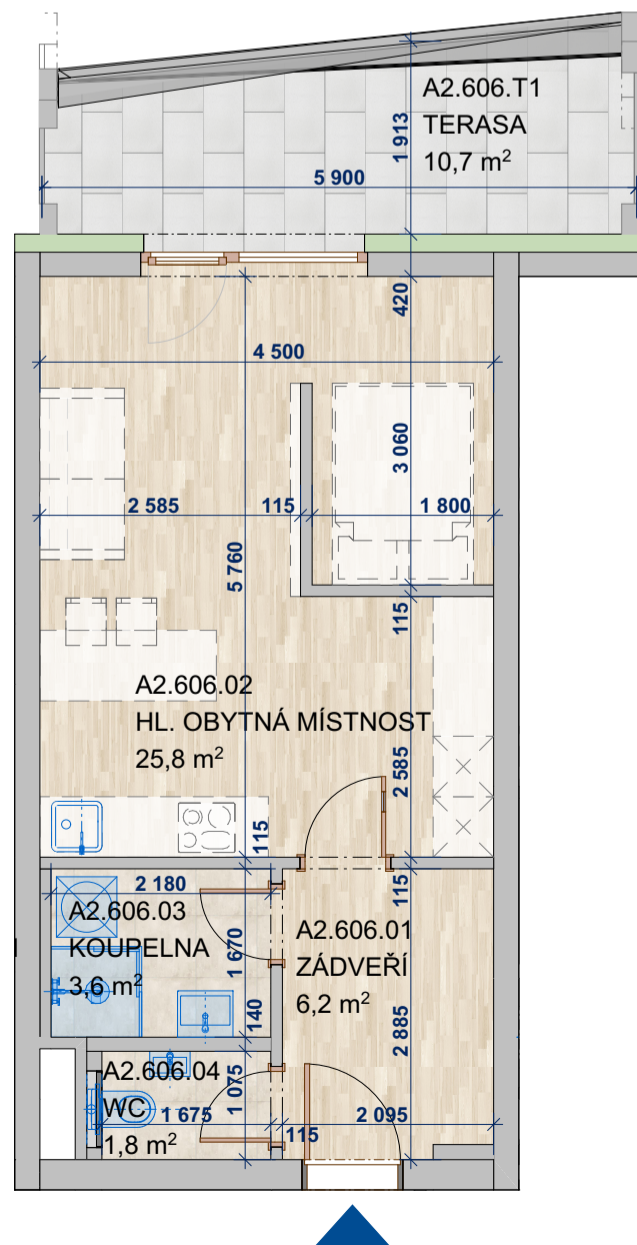 A2.606.T1
TERASA
10,7 m²
1 913
5 900
420
4 500
3 060
2 585
115
1 800
5 760
115
A2.606.02
HL. OBYTNÁ MÍSTNOST
25,8 m²
2 585
115
2 180
115
A2.606.03
KOUPELNA
3,6 m²
1 670
A2.606.01
ZÁDVEŘÍ
6,2 m²
140
2 885
A2.606.04
WC
1,8 m²
1 075
1 675
115
2 095